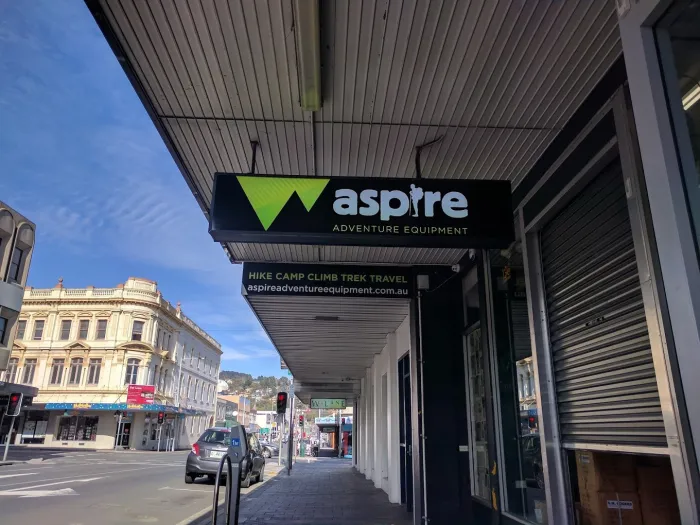 aspire
ADVENTURE EQUIPMENT
HIKE CAMP CLIMB TREK TRAVEL
aspireadventureequipment.com.au